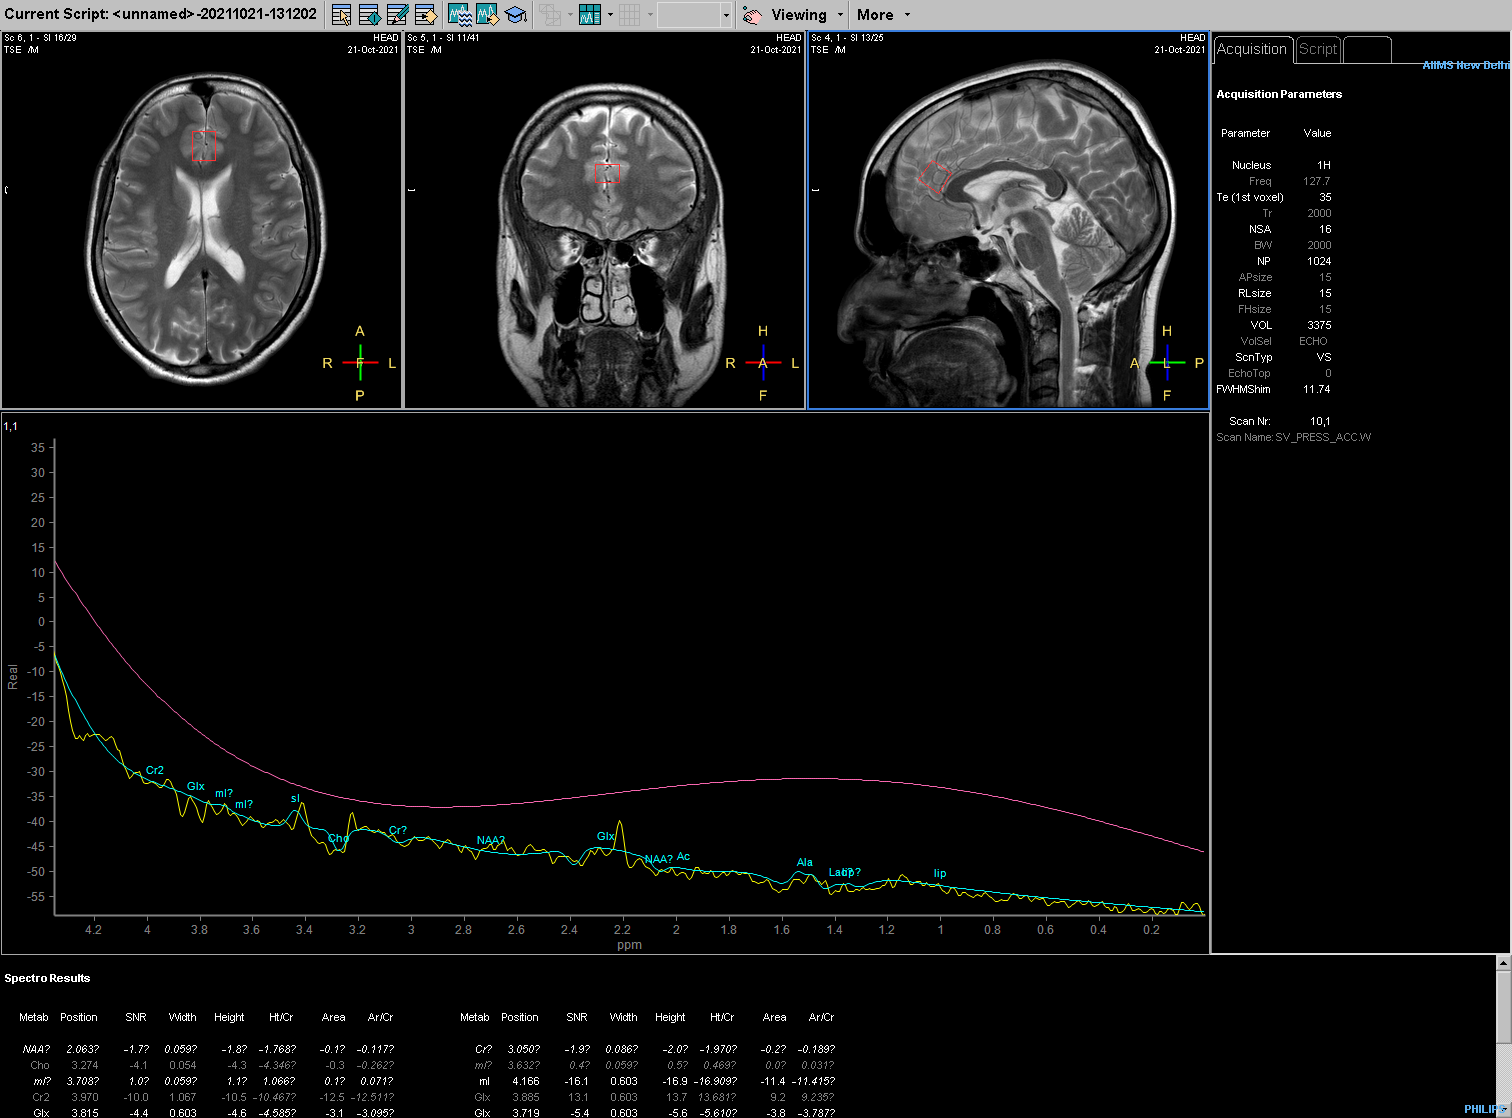 Current Script: <unnamed>-20211021-131202 Viewing More
Sc 6, 1 - Sl 16/29 HEAD
TSE /M 21-Oct-2021
A
R F L
P
Sc 5, 1 - Sl 11/41 HEAD
TSE /M 21-Oct-2021
H
R A L
F
Sc 4, 1 - Sl 13/25 HEAD
TSE /M 21-Oct-2021
H
A L P
F
Acquisition Script
AIIMS New Delhi
Acquisition Parameters
Parameter Value
Nucleus 1H
Freq 127.7
Te (1st voxel) 35
Tr 2000
NSA 16
BW 2000
NP 1024
APsize 15
RLsize 15
FHsize 15
VOL 3375
VolSel ECHO
ScnTyp VS
EchoTop 0
FWHMShim 11.74
Scan Nr: 10,1
Scan Name: SV_PRESS_ACC.W
1,1
35
30
25
20
15
10
5
0
-5
-10
-15
-20
-25
-30
-35
-40
-45
-50
-55
Real
Cr2 Glx mI? mI? sI Cho Cr? NAA? Glx NAA? Ac Ala lip
4.2 4 3.8 3.6 3.4 3.2 3 2.8 2.6 2.4 2.2 2 1.8 1.6 1.4 1.2 1 0.8 0.6 0.4 0.2
ppm
Spectro Results
Metab Position SNR Width Height Ht/Cr Area Ar/Cr Metab Position SNR Width Height Ht/Cr Area Ar/Cr
NAA? 2.063? -1.7? 0.059? -1.8? -1.768? -0.1? -0.117? Cr? 3.050? -1.9? 0.086? -2.0? -1.970? -0.2? -0.189?
Cho 3.274 -4.1 0.054 -4.3 -4.346? -0.3 -0.262? mI? 3.632? 0.4? 0.059? 0.5? 0.469? 0.0? 0.031?
mI? 3.708? 1.0? 0.059? 1.1? 1.066? 0.1? 0.071? mI 4.166 -16.1 0.603 -16.9 -16.909? -11.4 -11.415?
Cr2 3.970 -10.0 1.067 -10.5 -10.467? -12.5 -12.511? Glx 3.885 13.1 0.603 13.7 13.681? 9.2 9.235?
Glx 3.815 -4.4 0.603 -4.6 -4.585? -3.1 -3.095? Glx 3.719 -5.4 0.603 -5.6 -5.610? -3.8 -3.787?
PHILIPS